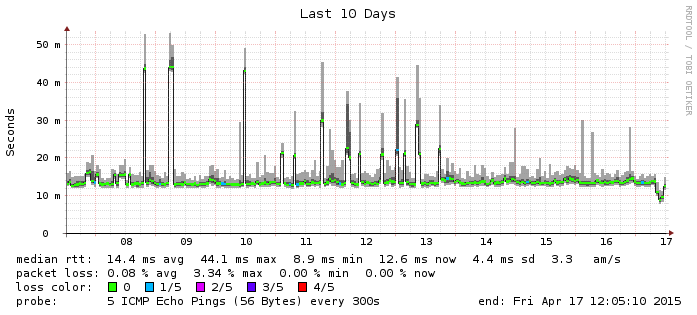 Last 10 Days
RRDTOOL / TOBI OETIKER
Seconds
50 m
40 m
30 m
20 m
10 m
0
08 09 10 11 12 13 14 15 16 17
median rtt: 14.4 ms avg 44.1 ms max 8.9 ms min 12.6 ms now 4.4 ms sd 3.3 am/s
packet loss: 0.08 % avg 3.34 % max 0.00 % min 0.00 % now
loss color: 0 1/5 2/5 3/5 4/5
probe: 5 ICMP Echo Pings (56 Bytes) every 300s end: Fri Apr 17 12:05:10 2015